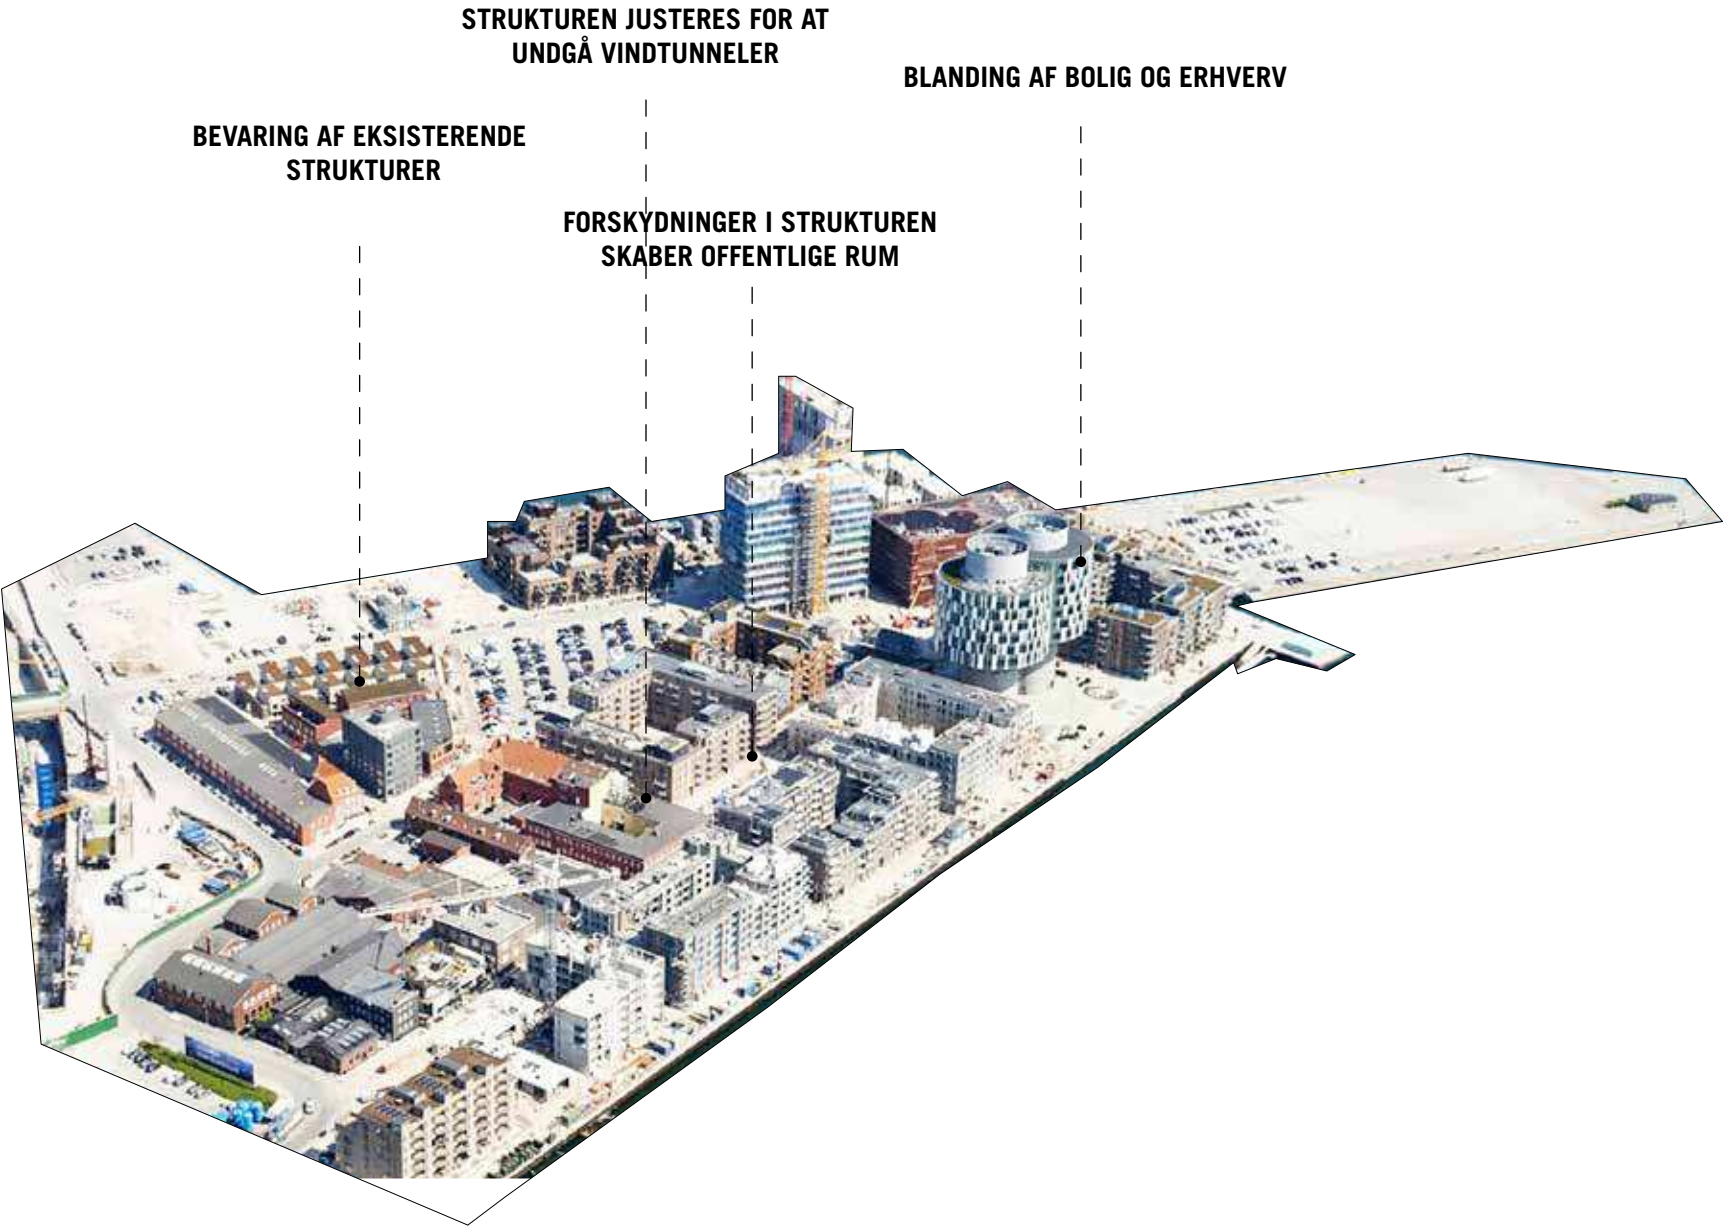 STRUKTUREN JUSTERES FOR AT
UNDGÅ VINDTUNNELER
BLANDING AF BOLIG OG ERHVERV
BEVARING AF EKSISTERENDE
STRUKTURER
FORSKYDNINGER I STRUKTUREN
SKABER OFFENTLIGE RUM